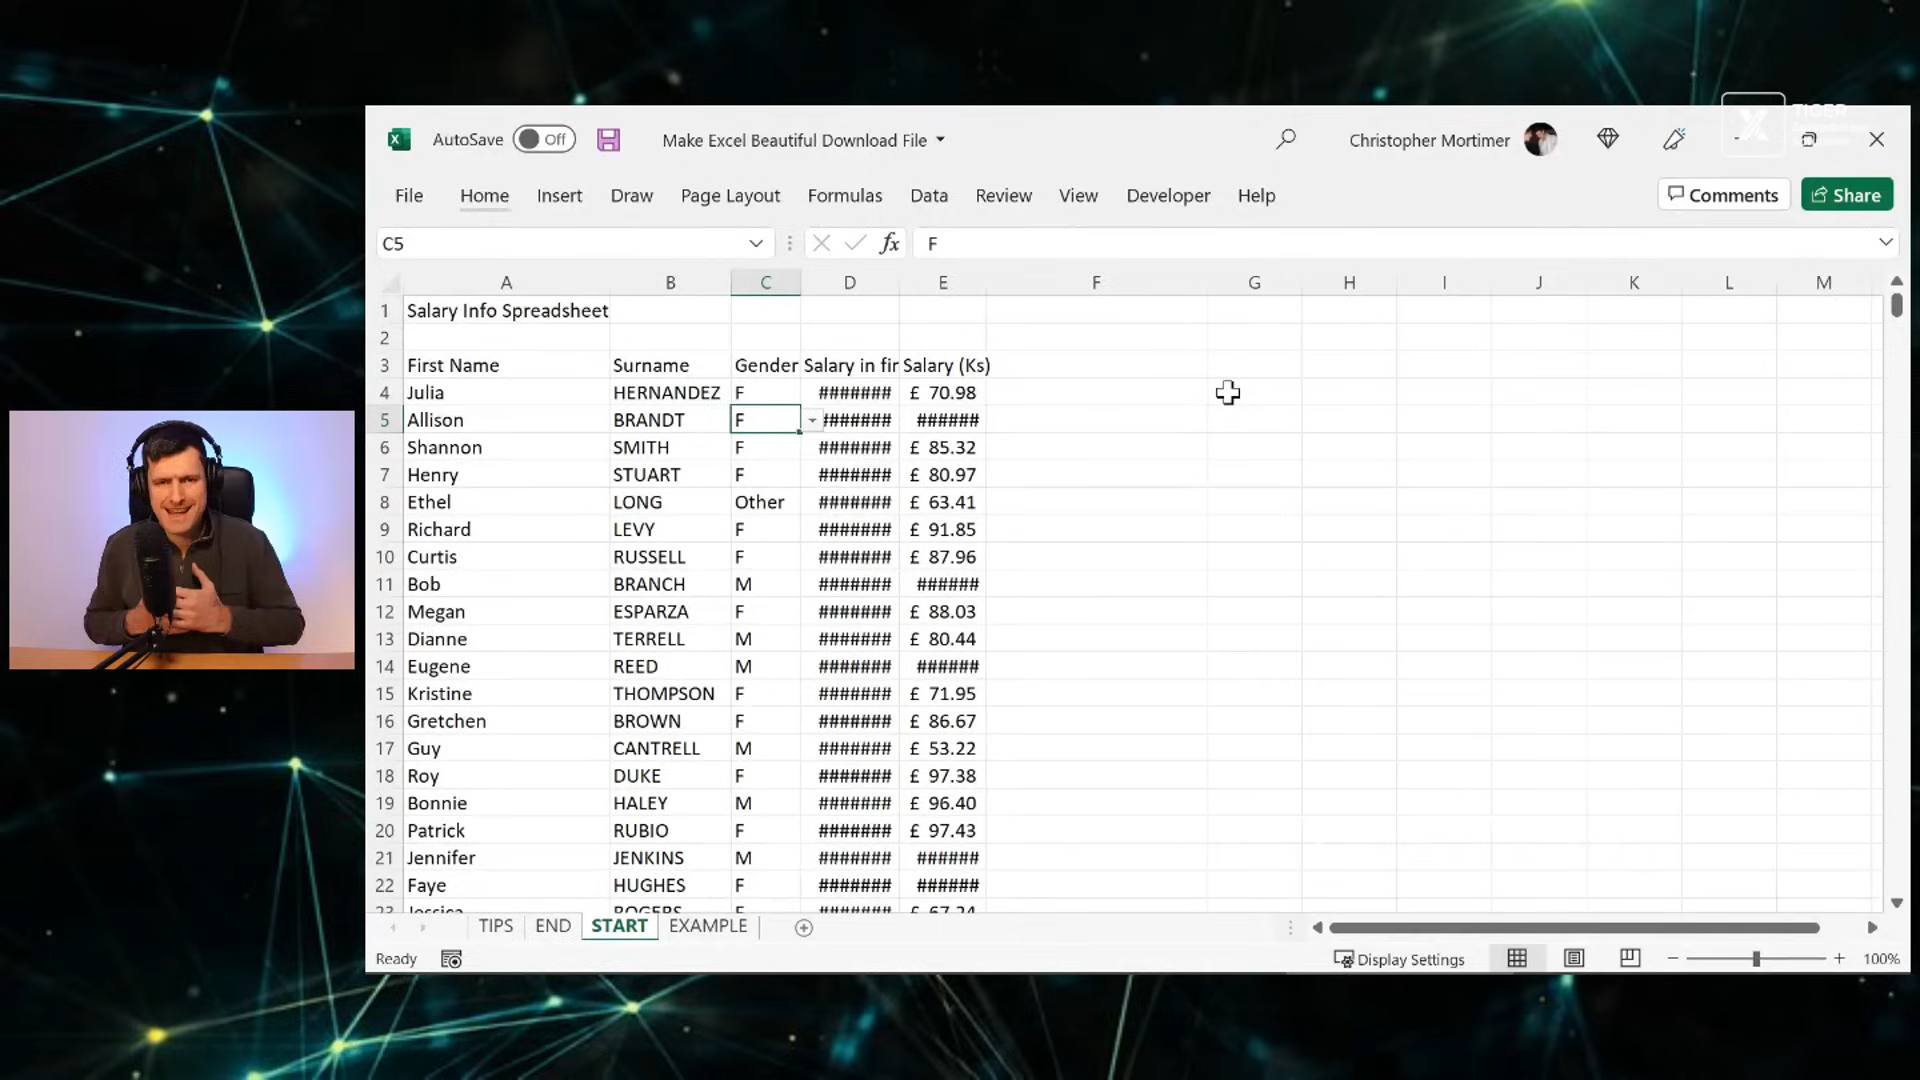 TIGER
AutoSave Off Make Excel Beautiful Download File Christopher Mortimer
File Home Insert Draw Page Layout Formulas Data Review View Developer Help Comments Share
C5 fx F
A B C D E F G H I J K L M
1 Salary Info Spreadsheet
2
3 First Name Surname Gender Salary in fir Salary (Ks)
4 Julia HERNANDEZ F ####### £ 70.98
5 Allison BRANDT F ####### ######
6 Shannon SMITH F ####### £ 85.32
7 Henry STUART F ####### £ 80.97
8 Ethel LONG Other ####### £ 63.41
9 Richard LEVY F ####### £ 91.85
10 Curtis RUSSELL F ####### £ 87.96
11 Bob BRANCH M ####### ######
12 Megan ESPARZA F ####### £ 88.03
13 Dianne TERRELL M ####### £ 80.44
14 Eugene REED M ####### ######
15 Kristine THOMPSON F ####### £ 71.95
16 Gretchen BROWN F ####### £ 86.67
17 Guy CANTRELL M ####### £ 53.22
18 Roy DUKE F ####### £ 97.38
19 Bonnie HALEY M ####### £ 96.40
20 Patrick RUBIO F ####### £ 97.43
21 Jennifer JENKINS M ####### ######
22 Faye HUGHES F ####### ######
23 Jessica ROGERS F ####### £ 67.24
TIPS END START EXAMPLE
Ready Display Settings 100%